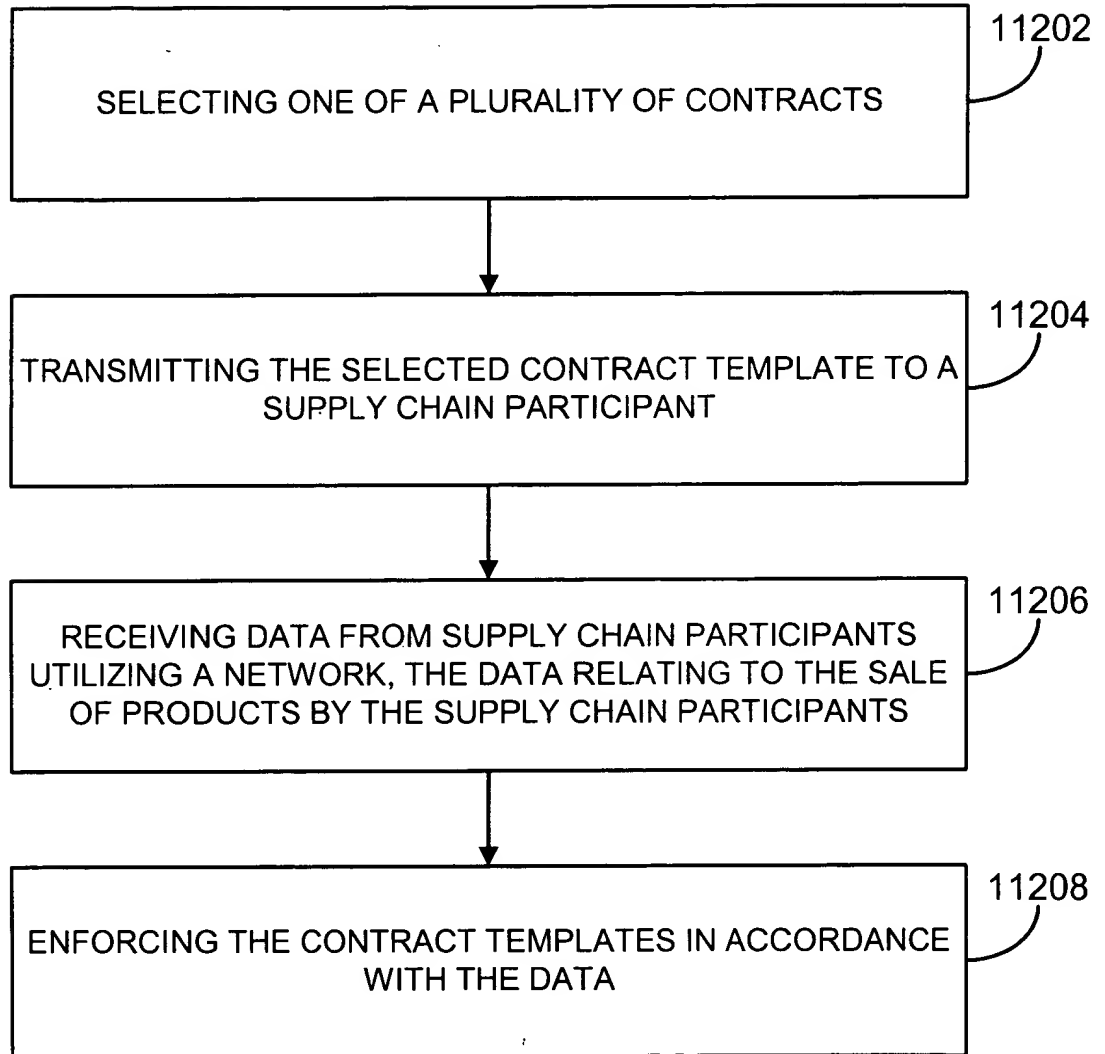 11202
SELECTING ONE OF A PLURALITY OF CONTRACTS
11204
TRANSMITTING THE SELECTED CONTRACT TEMPLATE TO A
SUPPLY CHAIN PARTICIPANT
11206
RECEIVING DATA FROM SUPPLY CHAIN PARTICIPANTS
UTILIZING A NETWORK, THE DATA RELATING TO THE SALE
OF PRODUCTS BY THE SUPPLY CHAIN PARTICIPANTS
11208
ENFORCING THE CONTRACT TEMPLATES IN ACCORDANCE
WITH THE DATA